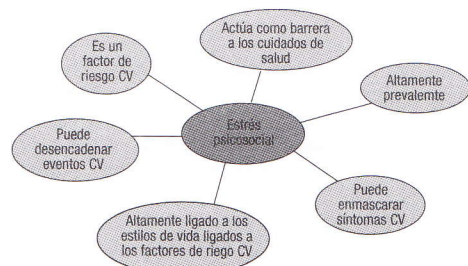 Es un
factor de
riesgo CV
Actúa como barrera
a los cuidados de
salud
Altamente
prevalemte
Estrés
psicosocial
Puede
desencadenar
eventos CV
Puede
enmascarar
síntomas CV
Altamente ligado a los
estilos de vida ligados a
los factores de riego CV